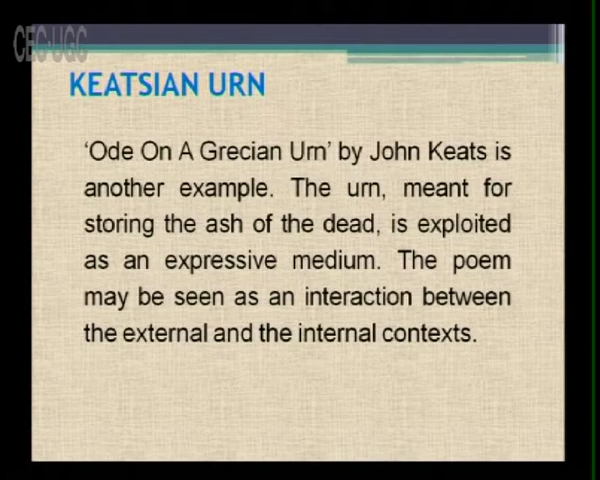 CEC-UGC
KEATSIAN URN
‘Ode On A Grecian Urn’ by John Keats is
another example. The urn, meant for
storing the ash of the dead, is exploited
as an expressive medium. The poem
may be seen as an interaction between
the external and the internal contexts.